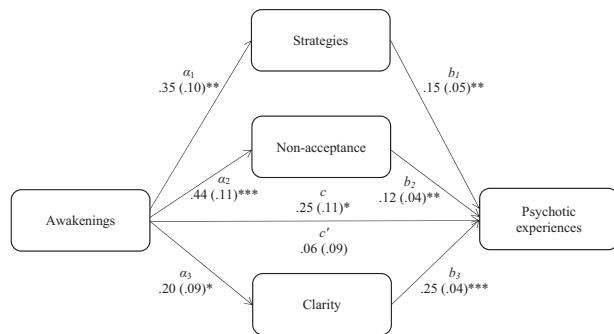 Strategies
α1
.35 (.10)**
b1
.15 (.05)**
Non-acceptance
α2
.44 (.11)***
b2
.12 (.04)**
Awakenings
c
.25 (.11)*
c'
.06 (.09)
Psychotic
experiences
α3
.20 (.09)*
b3
.25 (.04)***
Clarity